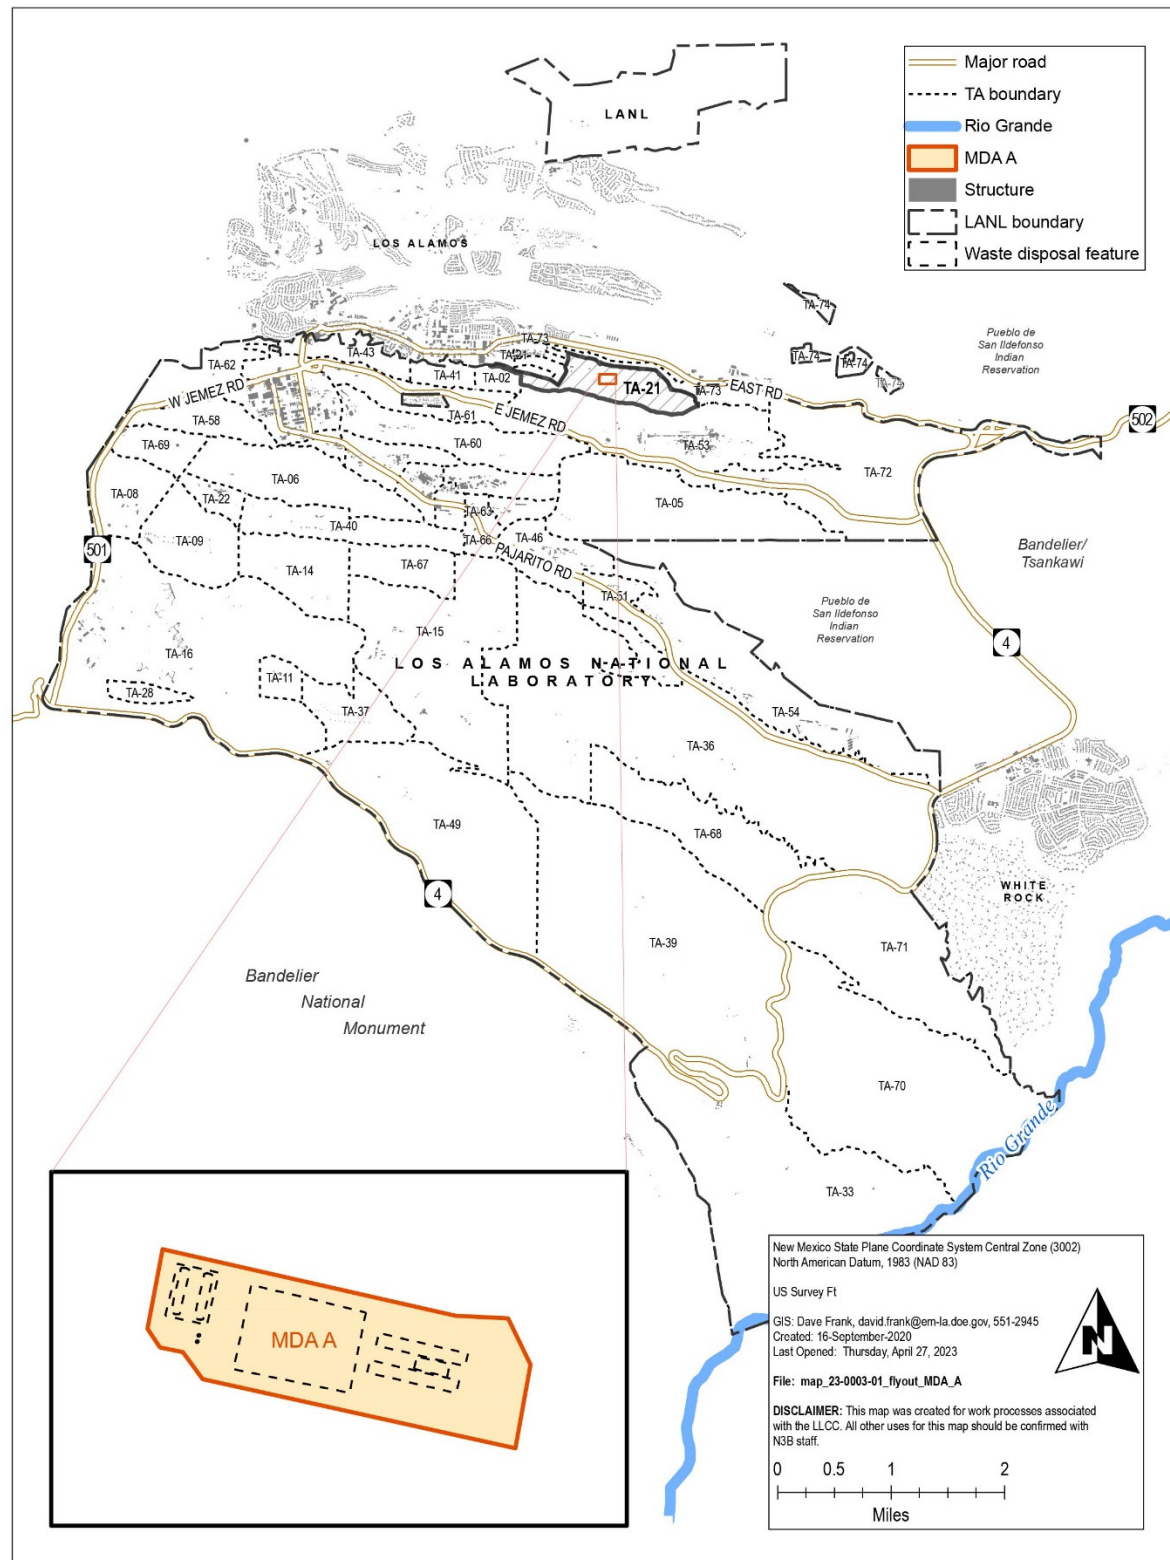 Major road
TA boundary
Rio Grande
MDA A
Structure
LANL boundary
Waste disposal feature
LANL
LOS ALAMOS
TA-74
Pueblo de
San Ildefonso
Indian
Reservation
TA-73
TA-43
TA-21
TA-74
TA-74
TA-74
TA-62
TA-41
TA-02
TA-21
TA-73
EAST RD
W JEMEZ RD
E JEMEZ RD
502
TA-58
TA-61
TA-69
TA-60
TA-53
TA-72
TA-06
TA-08
TA-22
TA-05
TA-63
TA-40
TA-66
TA-46
501
TA-09
PAJARITO RD
Bandelier/
Tsankawi
TA-14
TA-67
TA-51
Pueblo de
San Ildefonso
Indian
Reservation
TA-15
4
TA-16
LOS ALAMOS NATIONAL
LABORATORY
TA-11
TA-28
TA-37
TA-54
TA-36
TA-49
TA-68
4
WHITE
ROCK
TA-39
TA-71
Bandelier
National
Monument
TA-70
Rio Grande
TA-33
MDA A
New Mexico State Plane Coordinate System Central Zone (3002)
North American Datum, 1983 (NAD 83)
US Survey Ft
GIS: Dave Frank, david.frank@em-la.doe.gov, 551-2945
Created: 16-September-2020
Last Opened: Thursday, April 27, 2023
N
File: map_23-0003-01_flyout_MDA_A
DISCLAIMER: This map was created for work processes associated
with the LLCC. All other uses for this map should be confirmed with
N3B staff.
0 0.5 1 2
Miles